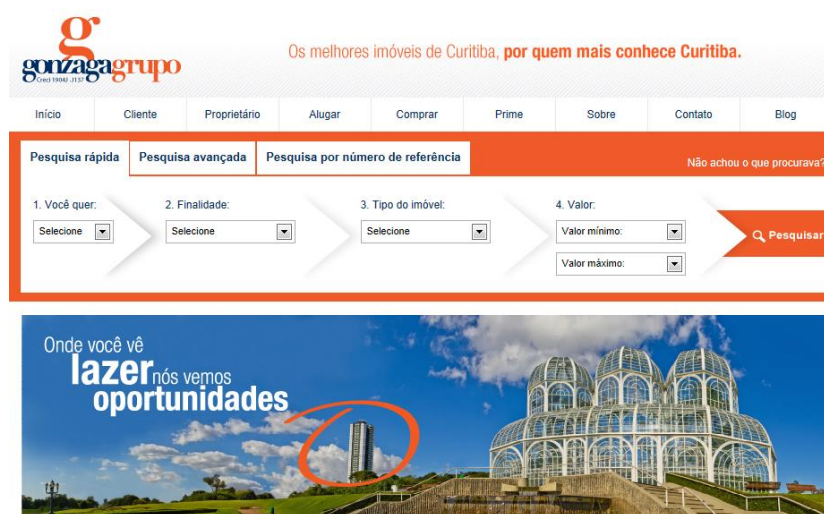 g
gonzagagrupo
Creci 1904J - J137
Os melhores imóveis de Curitiba, por quem mais conhece Curitiba.
Início Cliente Proprietário Alugar Comprar Prime Sobre Contato Blog
Pesquisa rápida Pesquisa avançada Pesquisa por número de referência Não achou o que procurava?
1. Você quer: 2. Finalidade: 3. Tipo do imóvel: 4. Valor:
Selecione Selecione Selecione Valor mínimo: Pesquisar
Valor máximo:
Onde você vê
lazer nós vemos
oportunidades